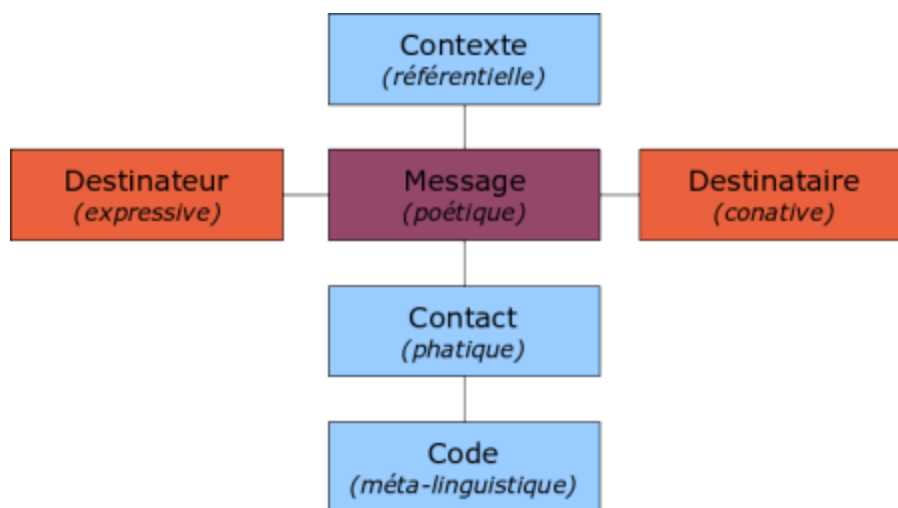 Contexte
(référentielle)
Destinateur
(expressive)
Message
(poétique)
Destinataire
(conative)
Contact
(phatique)
Code
(méta-linguistique)